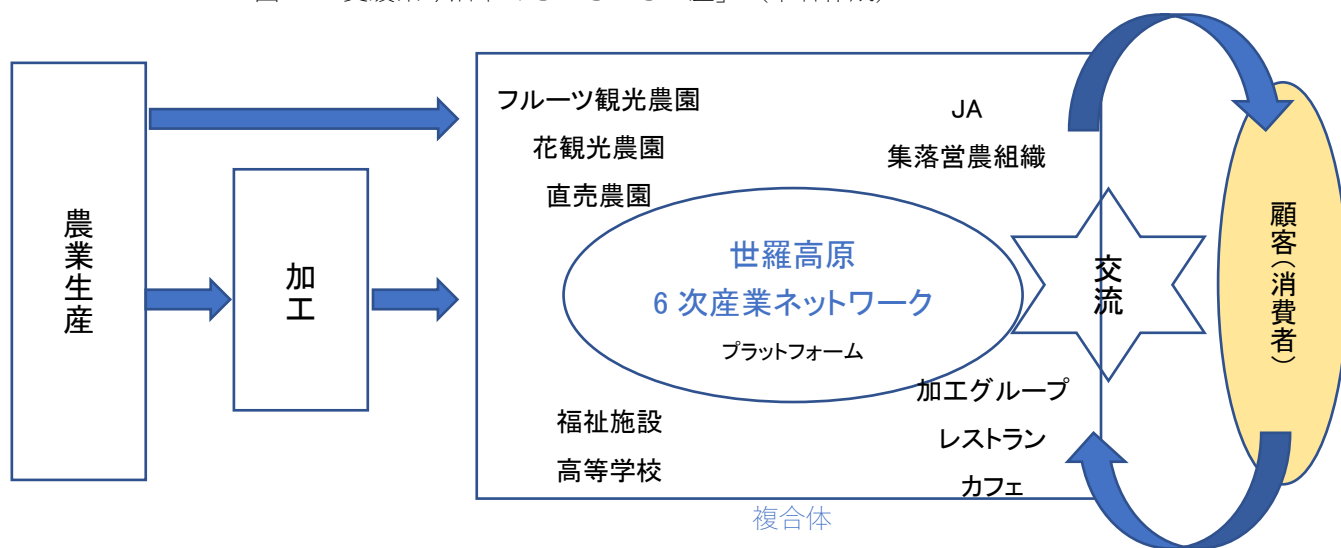 農業生産
加工
フルーツ観光農園
花観光農園
直売農園
JA
集落営農組織
世羅高原
6次産業ネットワーク
プラットフォーム
交流
顧客(消費者)
福祉施設
高等学校
加工グループ
レストラン
カフェ
複合体